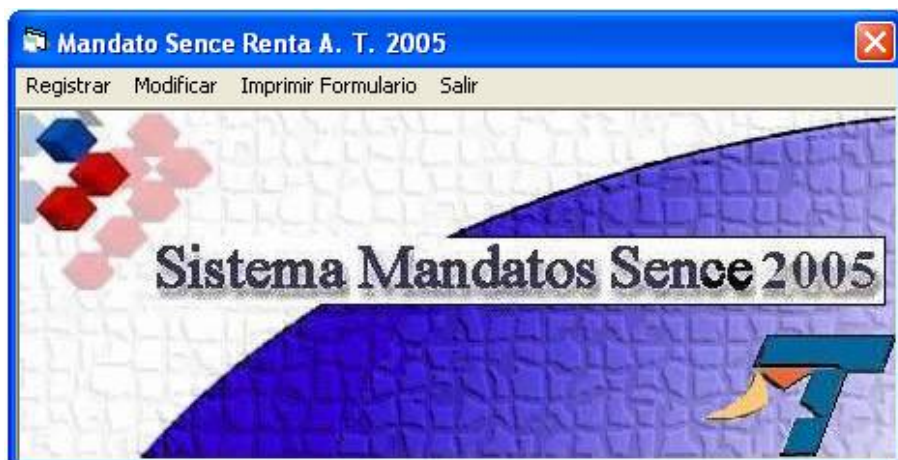 Mandato Sence Renta A. T. 2005
Registrar Modificar Imprimir Formulario Salir
Sistema Mandatos Sence 2005